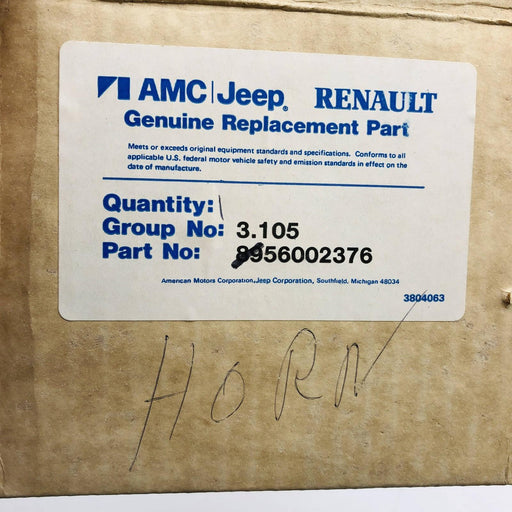 AMC|Jeep® RENAULT
Genuine Replacement Part
Meets or exceeds original equipment standards and specifications. Conforms to all
applicable U.S. federal motor vehicle safety and emission standards in effect on the
date of manufacture.
Quantity: 1
Group No: 3.105
Part No: 8956002376
American Motors Corporation, Jeep Corporation, Southfield, Michigan 48034
3804063
HORN